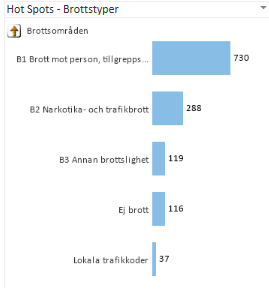 Hot Spots - Brottstyper
Brottsområden
B1 Brott mot person, tillgrepps... 730
B2 Narkotika- och trafikbrott 288
B3 Annan brottslighet 119
Ej brott 116
Lokala trafikkoder 37